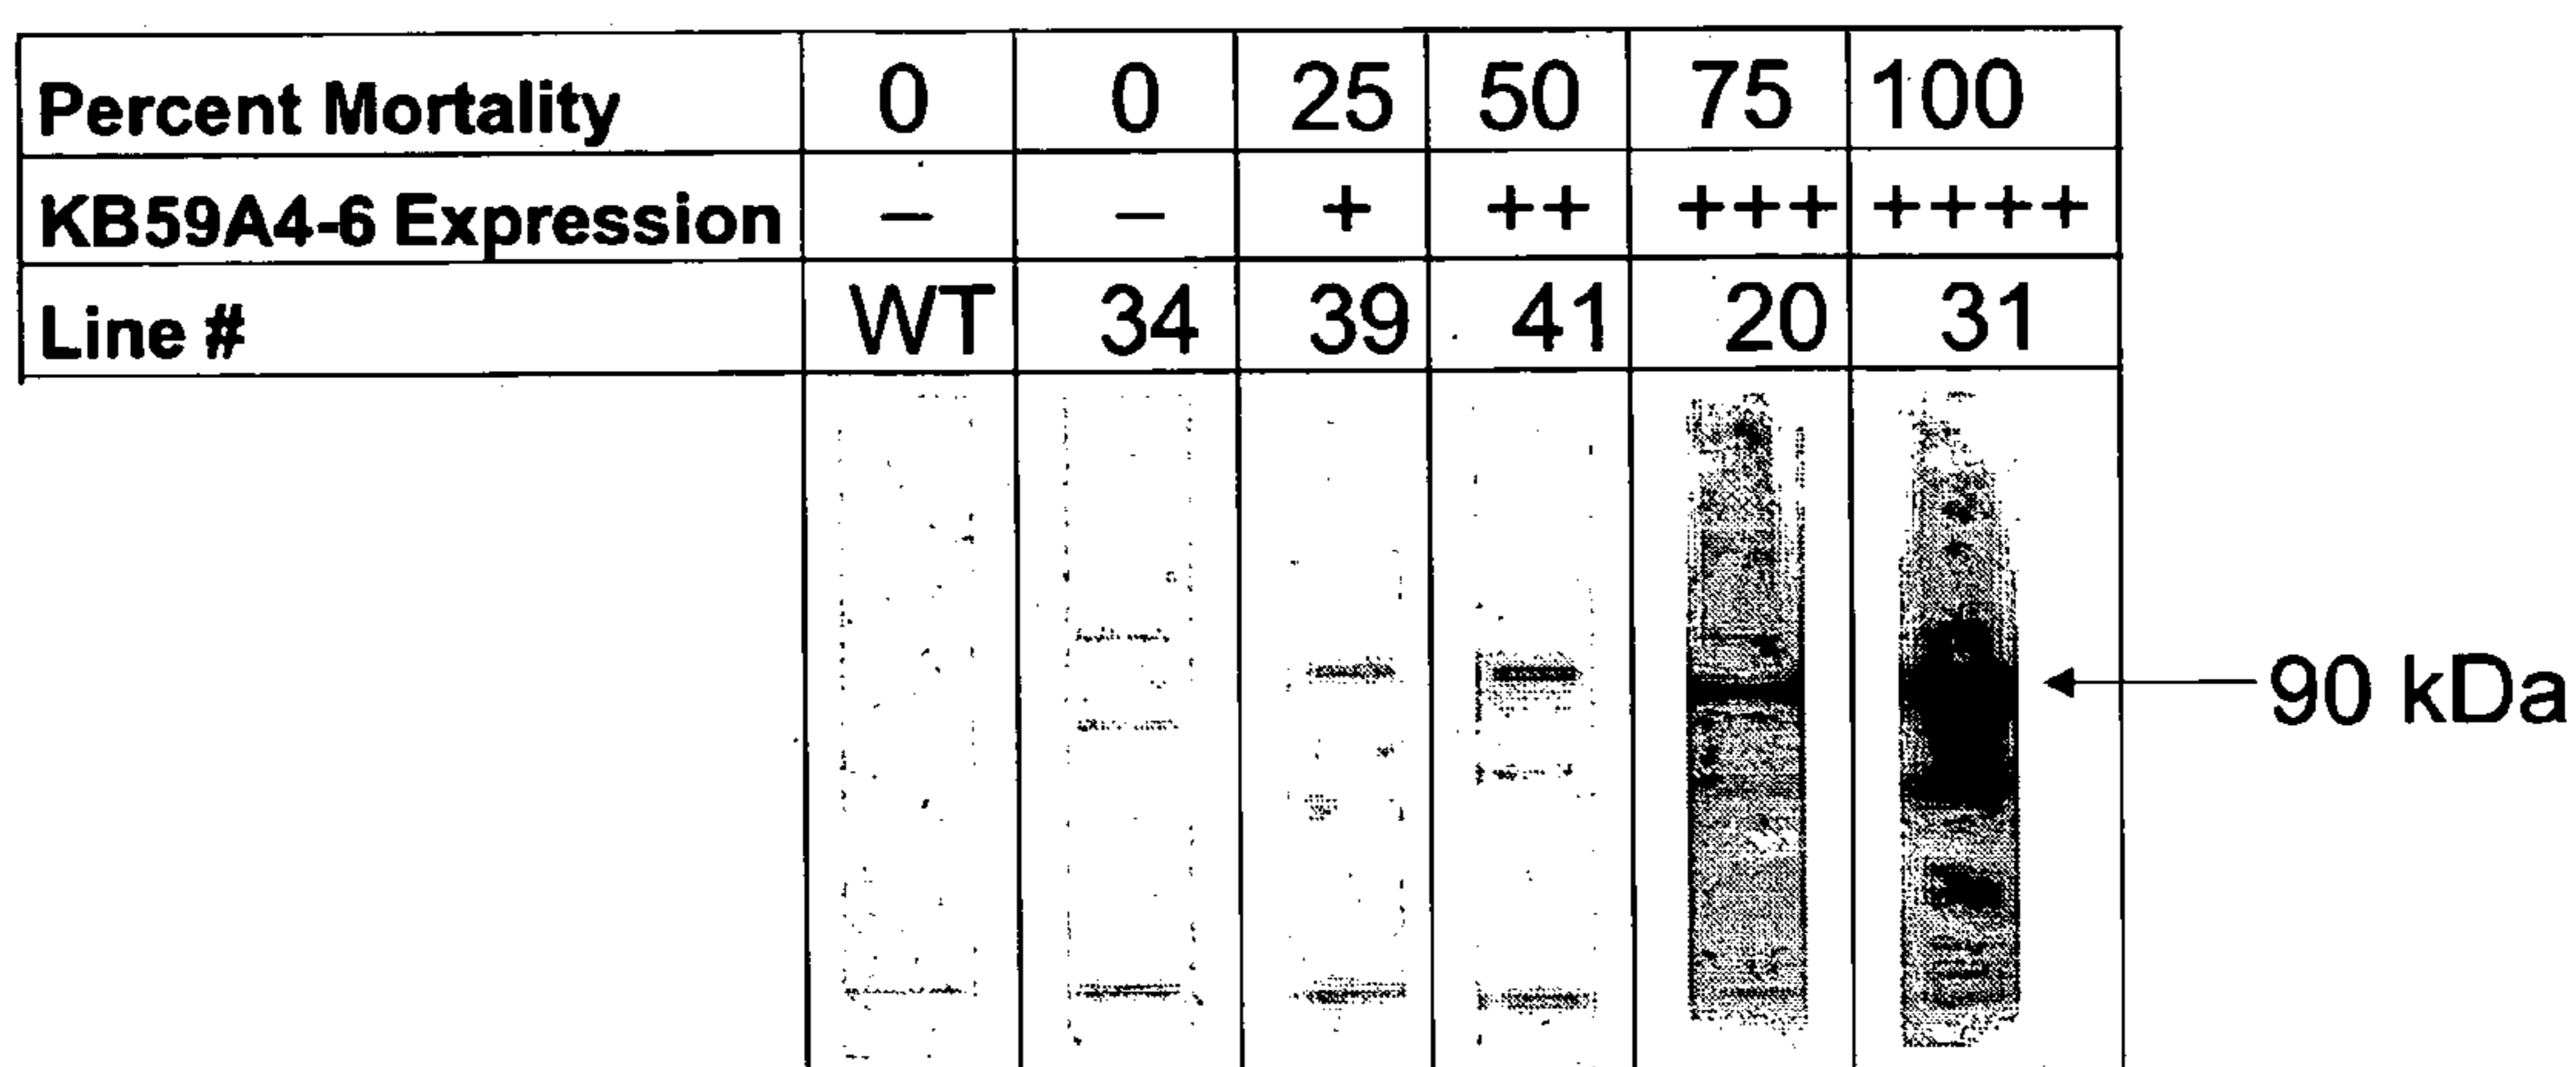 Percent Mortality 0 0 25 50 75 100
KB59A4-6 Expression – – + ++ +++ ++++
Line # WT 34 39 41 20 31
90 kDa